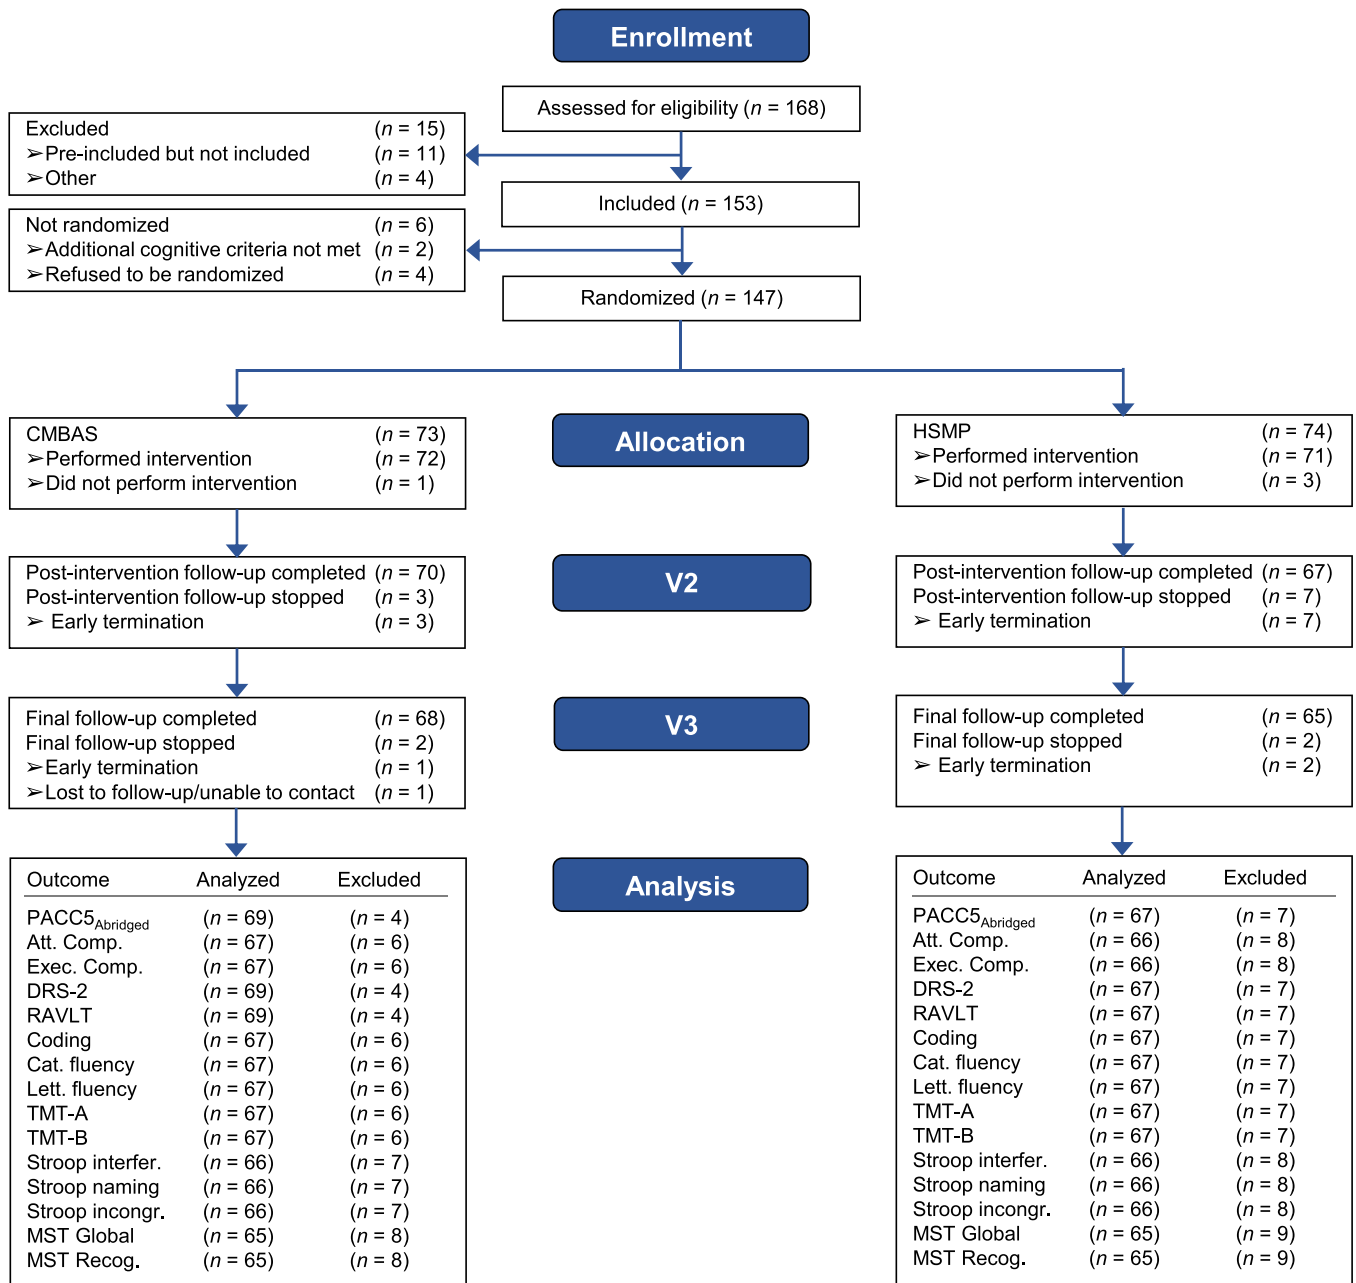 Enrollment
Assessed for eligibility (n = 168)
Excluded (n = 15)
➢Pre-included but not included (n = 11)
➢Other (n = 4)
Included (n = 153)
Not randomized (n = 6)
➢Additional cognitive criteria not met (n = 2)
➢Refused to be randomized (n = 4)
Randomized (n = 147)
Allocation
CMBAS (n = 73)
➢Performed intervention (n = 72)
➢Did not perform intervention (n = 1)
HSMP (n = 74)
➢Performed intervention (n = 71)
➢Did not perform intervention (n = 3)
V2
Post-intervention follow-up completed (n = 70)
Post-intervention follow-up stopped (n = 3)
➢ Early termination (n = 3)
Post-intervention follow-up completed (n = 67)
Post-intervention follow-up stopped (n = 7)
➢ Early termination (n = 7)
V3
Final follow-up completed (n = 68)
Final follow-up stopped (n = 2)
➢Early termination (n = 1)
➢Lost to follow-up/unable to contact (n = 1)
Final follow-up completed (n = 65)
Final follow-up stopped (n = 2)
➢ Early termination (n = 2)
Analysis
Outcome Analyzed Excluded
PACC5Abridged (n = 69) (n = 4)
Att. Comp. (n = 67) (n = 6)
Exec. Comp. (n = 67) (n = 6)
DRS-2 (n = 69) (n = 4)
RAVLT (n = 69) (n = 4)
Coding (n = 67) (n = 6)
Cat. fluency (n = 67) (n = 6)
Lett. fluency (n = 67) (n = 6)
TMT-A (n = 67) (n = 6)
TMT-B (n = 67) (n = 6)
Stroop interfer. (n = 66) (n = 7)
Stroop naming (n = 66) (n = 7)
Stroop incongr. (n = 66) (n = 7)
MST Global (n = 65) (n = 8)
MST Recog. (n = 65) (n = 8)
Outcome Analyzed Excluded
PACC5Abridged (n = 67) (n = 7)
Att. Comp. (n = 66) (n = 8)
Exec. Comp. (n = 66) (n = 8)
DRS-2 (n = 67) (n = 7)
RAVLT (n = 67) (n = 7)
Coding (n = 67) (n = 7)
Cat. fluency (n = 67) (n = 7)
Lett. fluency (n = 67) (n = 7)
TMT-A (n = 67) (n = 7)
TMT-B (n = 67) (n = 7)
Stroop interfer. (n = 66) (n = 8)
Stroop naming (n = 66) (n = 8)
Stroop incongr. (n = 66) (n = 8)
MST Global (n = 65) (n = 9)
MST Recog. (n = 65) (n = 9)